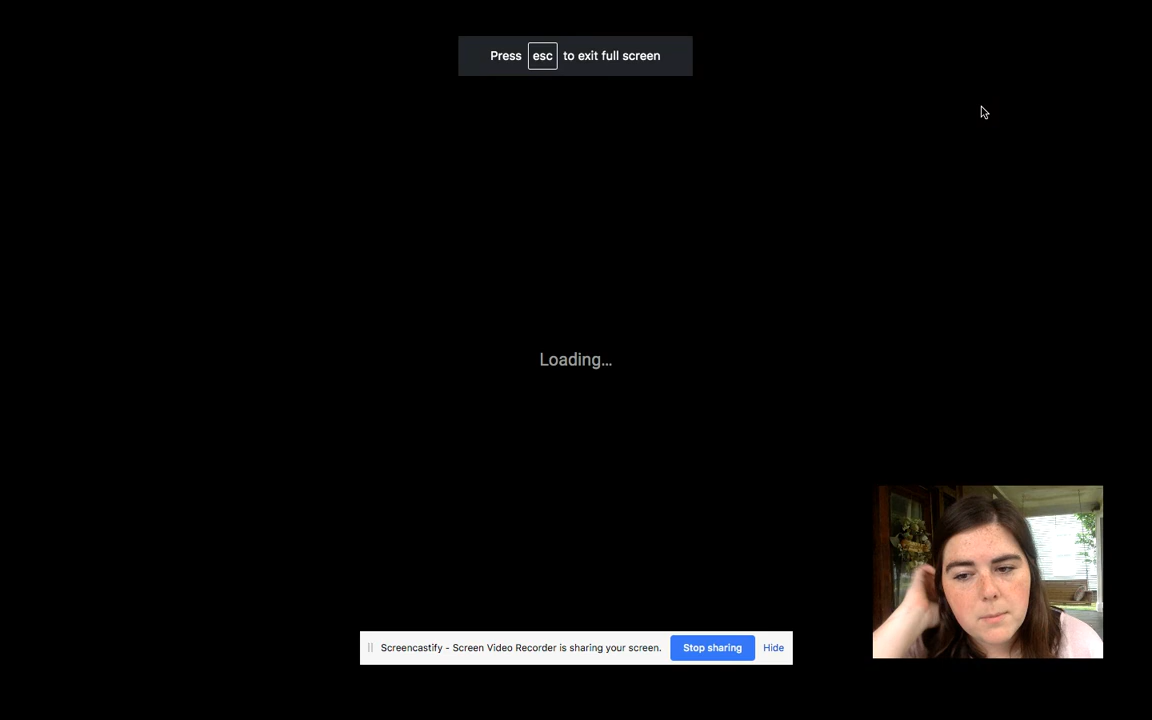 Press esc to exit full screen
Loading...
Screencastify - Screen Video Recorder is sharing your screen. Stop sharing Hide